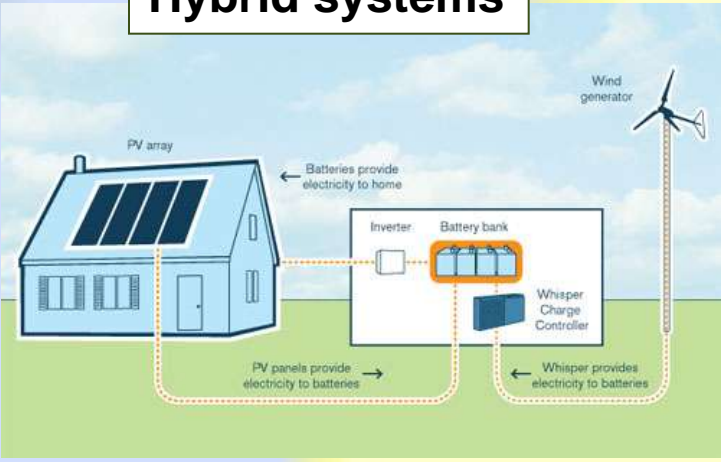 Hybrid systems
Wind
generator
PV array
← Batteries provide
electricity to home
Inverter
Battery bank
Whisper
Charge
Controller
PV panels provide →
electricity to batteries
← Whisper provides
electricity to batteries